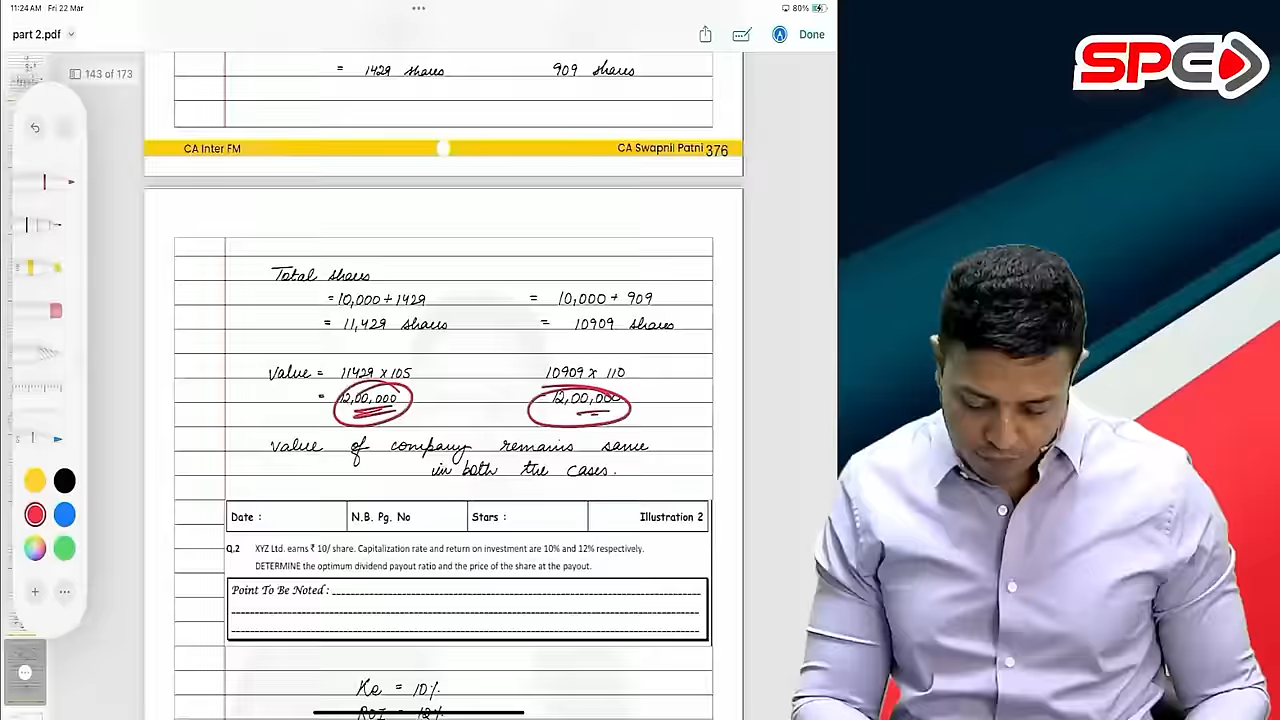 11:24 AM Fri 22 Mar
80%
part 2.pdf
Done
143 of 173
= 1429 shares 909 shares
CA Inter FM CA Swapnil Patni 376
SPC
Total shares
= 10,000 + 1429 = 10,000 + 909
= 11,429 shares = 10909 shares
Value = 11429 x 105 10909 x 110
= 12,00,000 = 12,00,000
Value of company remains same
in both the cases.
Date : N.B. Pg. No Stars : Illustration 2
Q.2 XYZ Ltd. earns ₹ 10/ share. Capitalization rate and return on investment are 10% and 12% respectively.
DETERMINE the optimum dividend payout ratio and the price of the share at the payout.
Point To Be Noted :
Ke = 10%
ROI = 12%